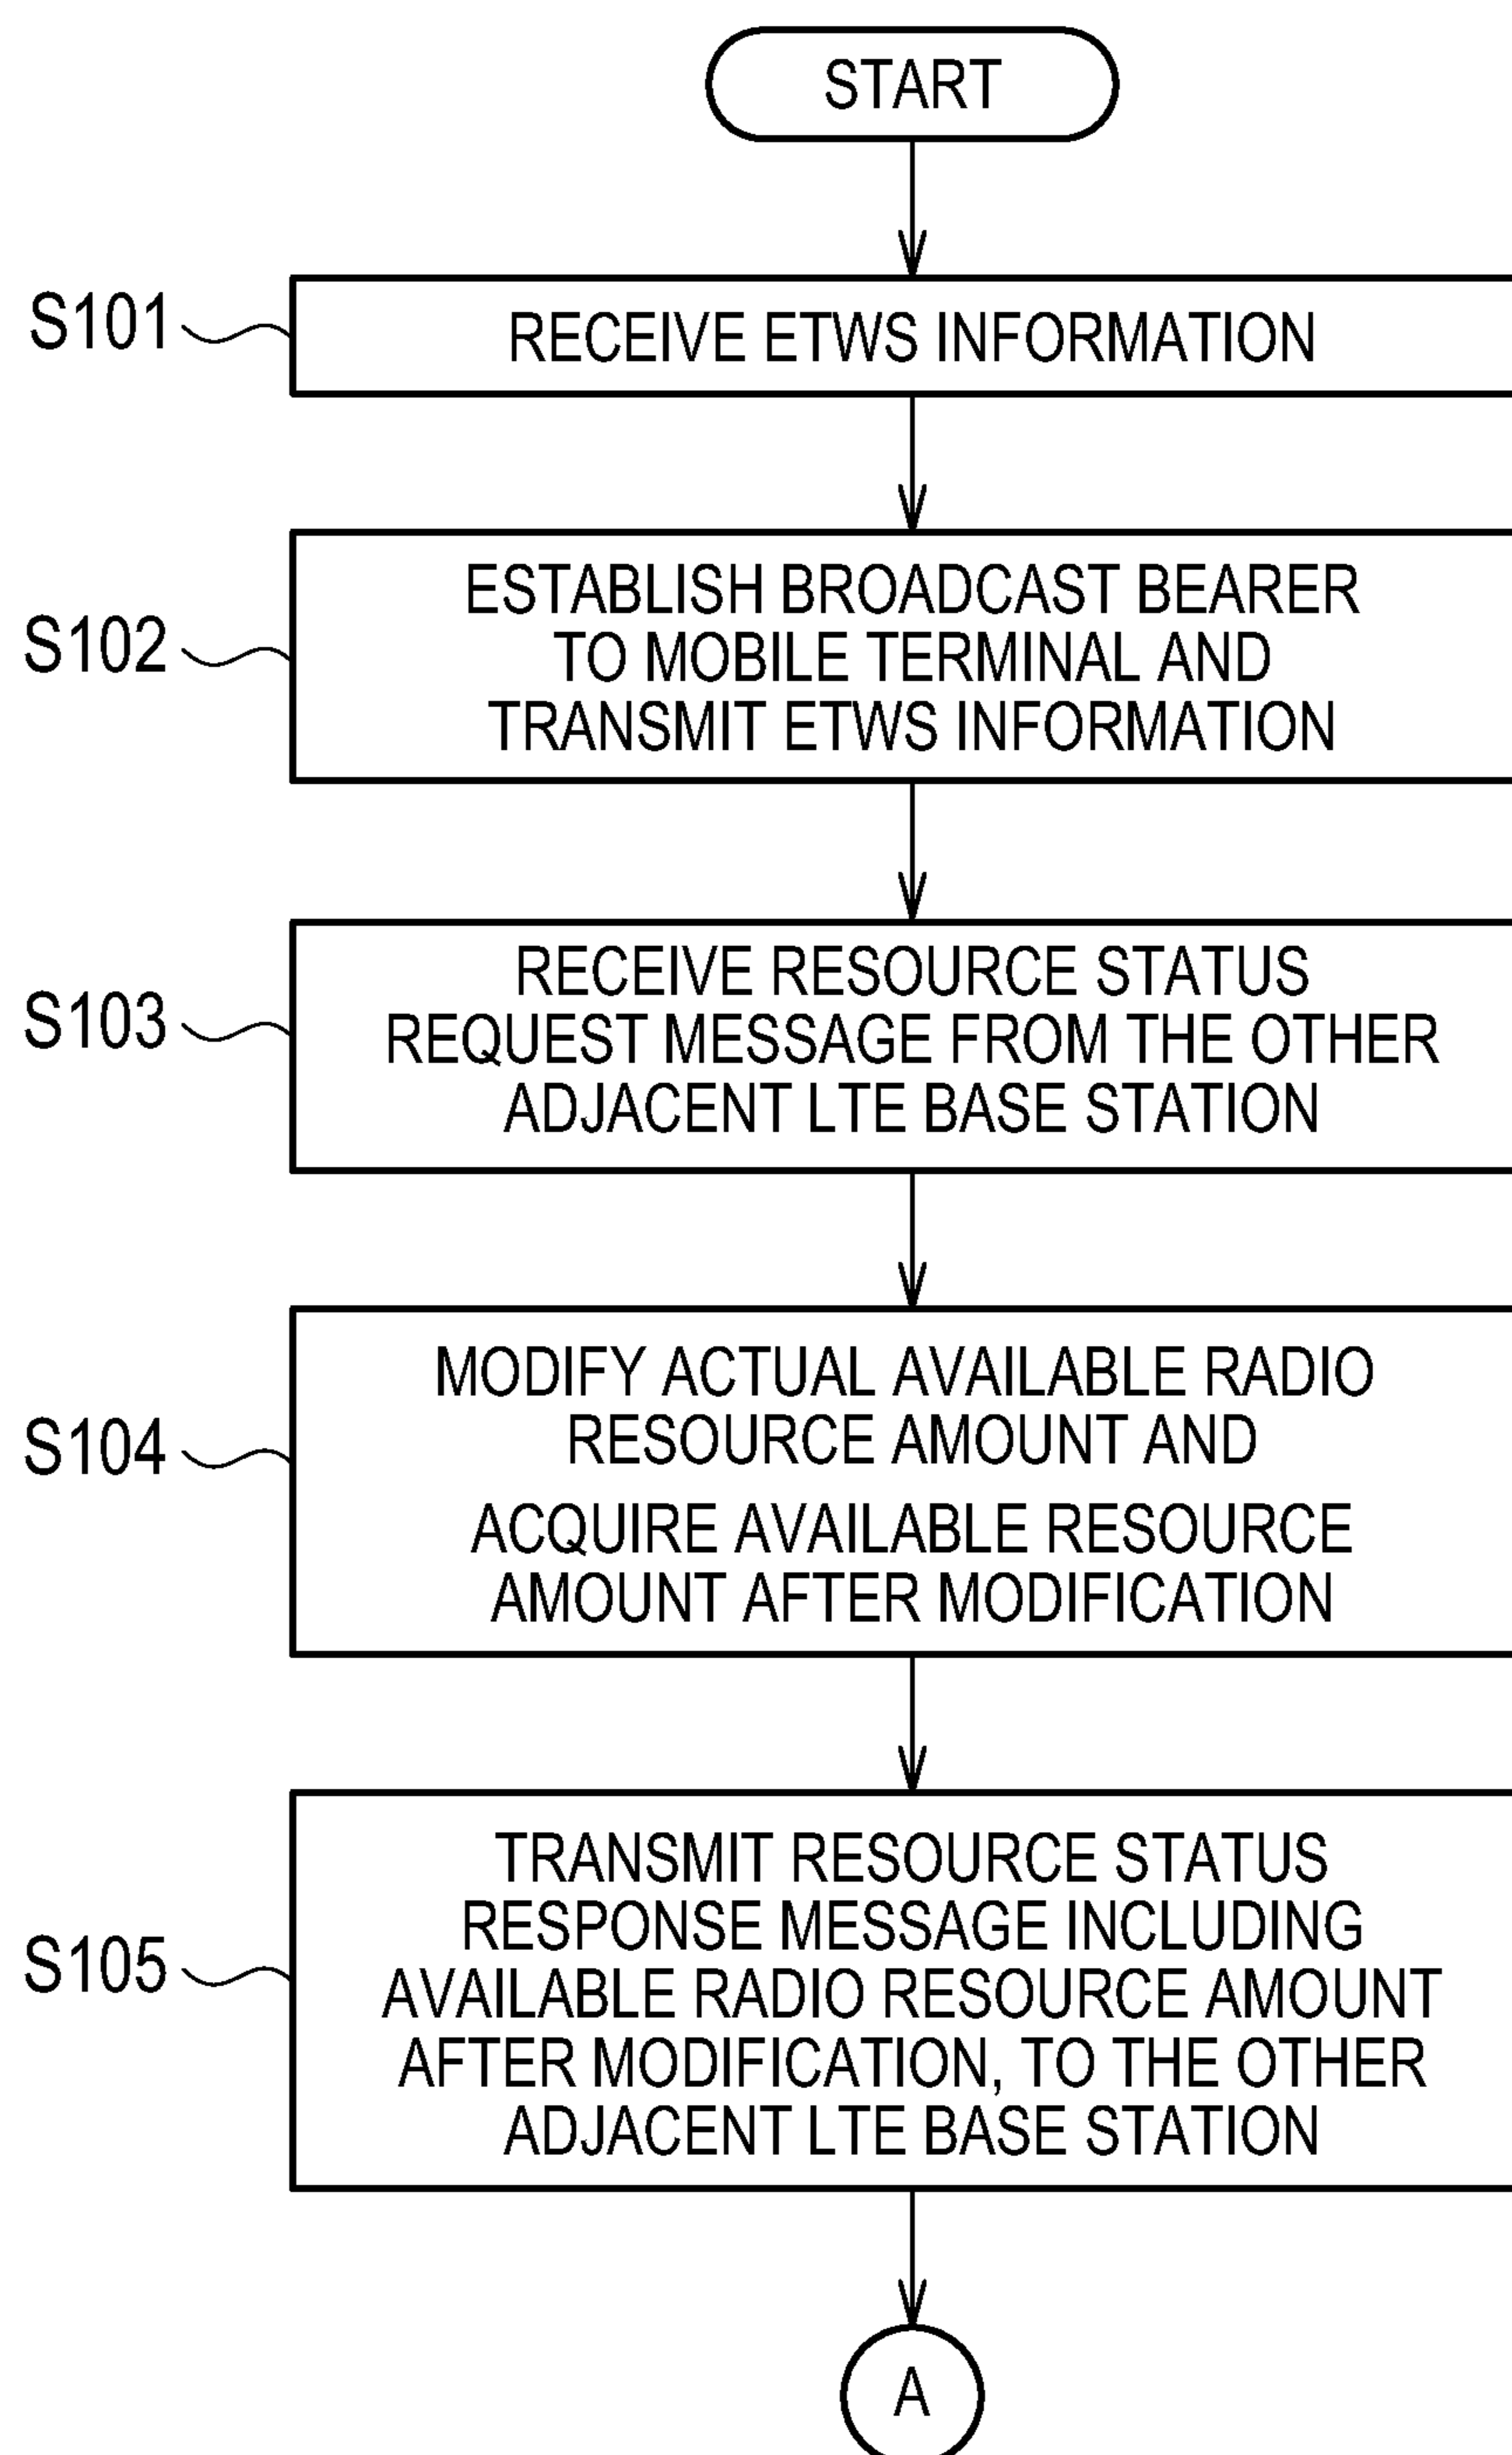 START
S101
RECEIVE ETWS INFORMATION
S102
ESTABLISH BROADCAST BEARER
TO MOBILE TERMINAL AND
TRANSMIT ETWS INFORMATION
S103
RECEIVE RESOURCE STATUS
REQUEST MESSAGE FROM THE OTHER
ADJACENT LTE BASE STATION
S104
MODIFY ACTUAL AVAILABLE RADIO
RESOURCE AMOUNT AND
ACQUIRE AVAILABLE RESOURCE
AMOUNT AFTER MODIFICATION
S105
TRANSMIT RESOURCE STATUS
RESPONSE MESSAGE INCLUDING
AVAILABLE RADIO RESOURCE AMOUNT
AFTER MODIFICATION, TO THE OTHER
ADJACENT LTE BASE STATION
A